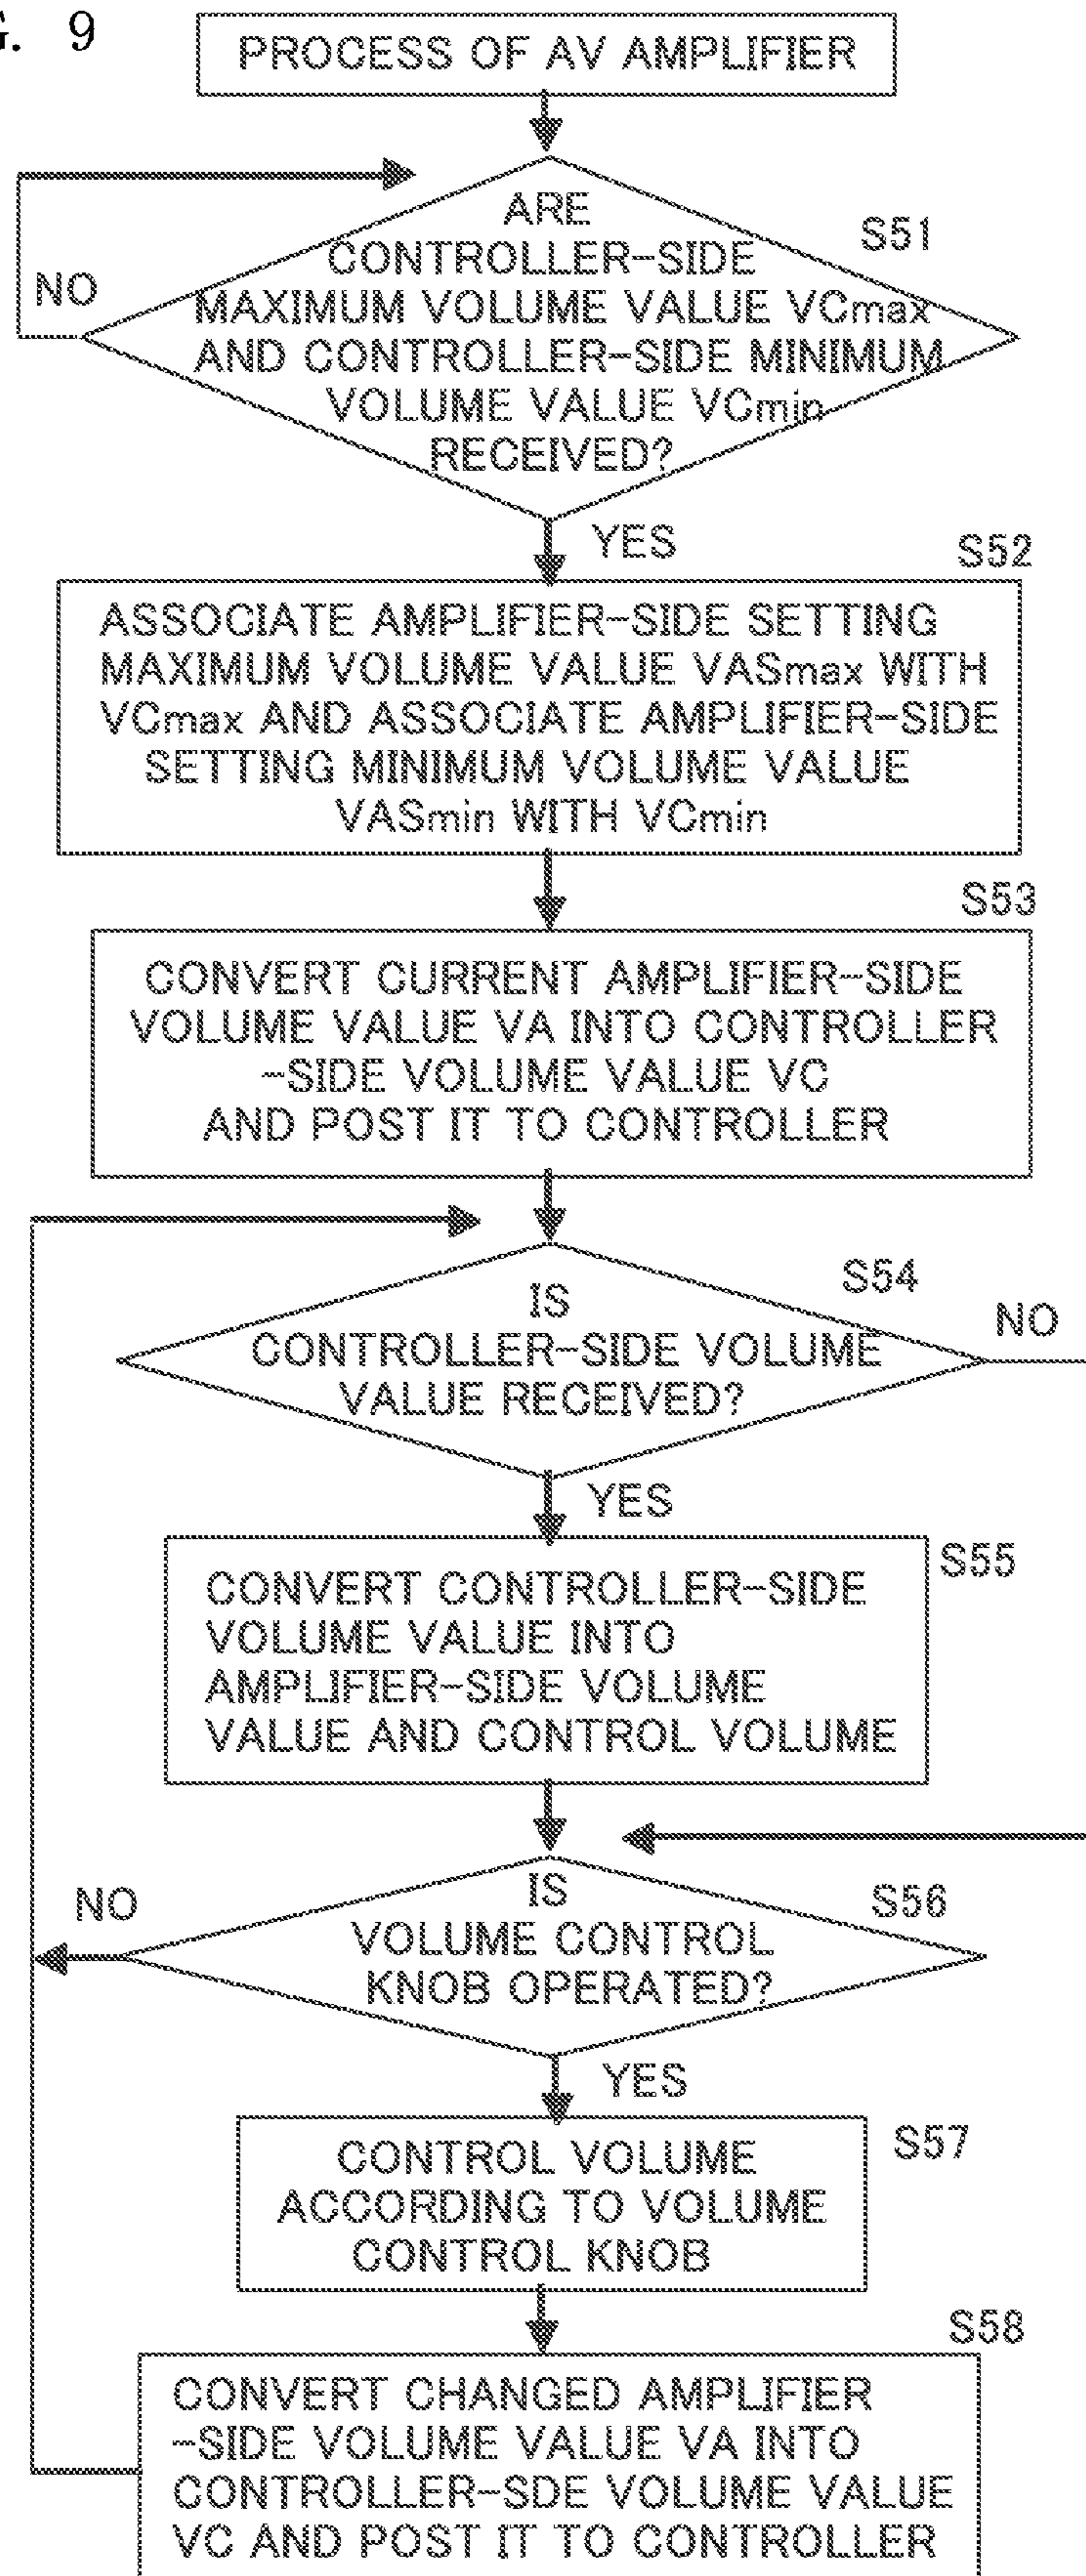 G. 9
PROCESS OF AV AMPLIFIER
ARE
CONTROLLER-SIDE
MAXIMUM VOLUME VALUE VCmax
AND CONTROLLER-SIDE MINIMUM
VOLUME VALUE VCmin
RECEIVED?
S51
NO
YES
S52
ASSOCIATE AMPLIFIER-SIDE SETTING
MAXIMUM VOLUME VALUE VASmax WITH
VCmax AND ASSOCIATE AMPLIFIER-SIDE
SETTING MINIMUM VOLUME VALUE
VASmin WITH VCmin
S53
CONVERT CURRENT AMPLIFIER-SIDE
VOLUME VALUE VA INTO CONTROLLER
-SIDE VOLUME VALUE VC
AND POST IT TO CONTROLLER
S54
IS
CONTROLLER-SIDE VOLUME
VALUE RECEIVED?
NO
YES
S55
CONVERT CONTROLLER-SIDE
VOLUME VALUE INTO
AMPLIFIER-SIDE VOLUME
VALUE AND CONTROL VOLUME
NO
IS
VOLUME CONTROL
KNOB OPERATED?
S56
YES
S57
CONTROL VOLUME
ACCORDING TO VOLUME
CONTROL KNOB
S58
CONVERT CHANGED AMPLIFIER
-SIDE VOLUME VALUE VA INTO
CONTROLLER-SDE VOLUME VALUE
VC AND POST IT TO CONTROLLER